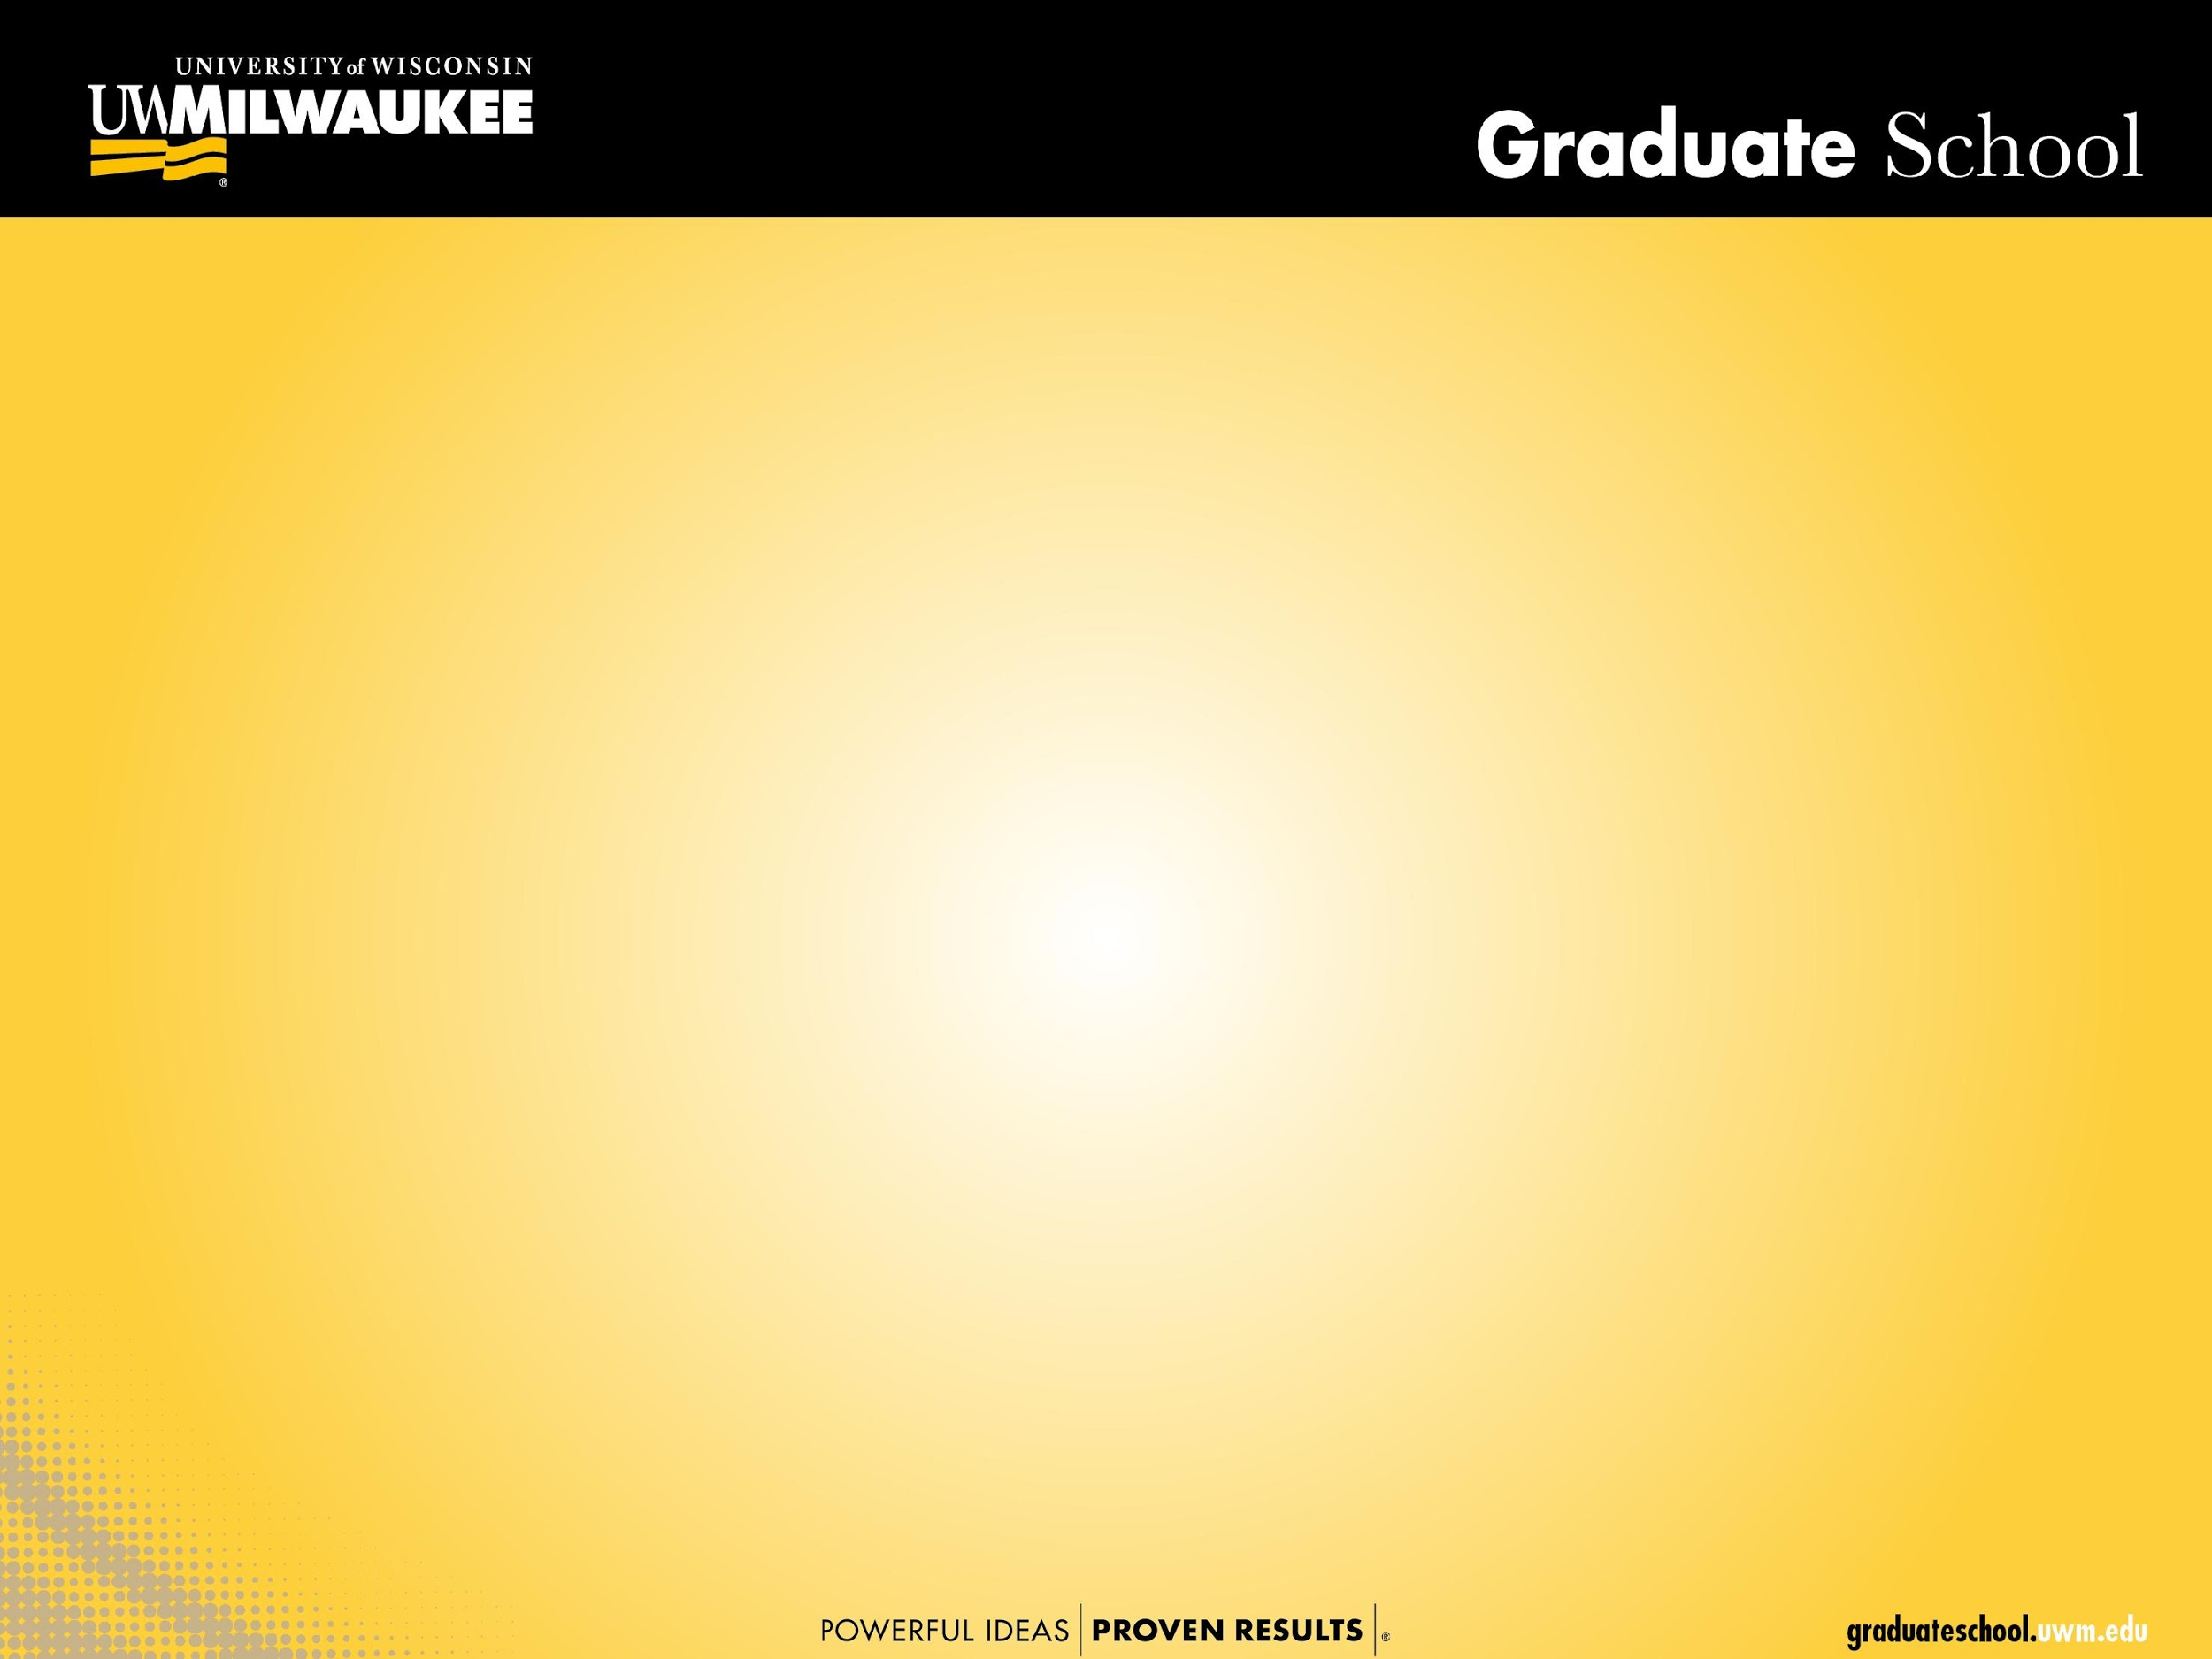 UNIVERSITY of WISCONSIN
UWMILWAUKEE
®
Graduate School
POWERFUL IDEAS | PROVEN RESULTS | ®
graduateschool.uwm.edu